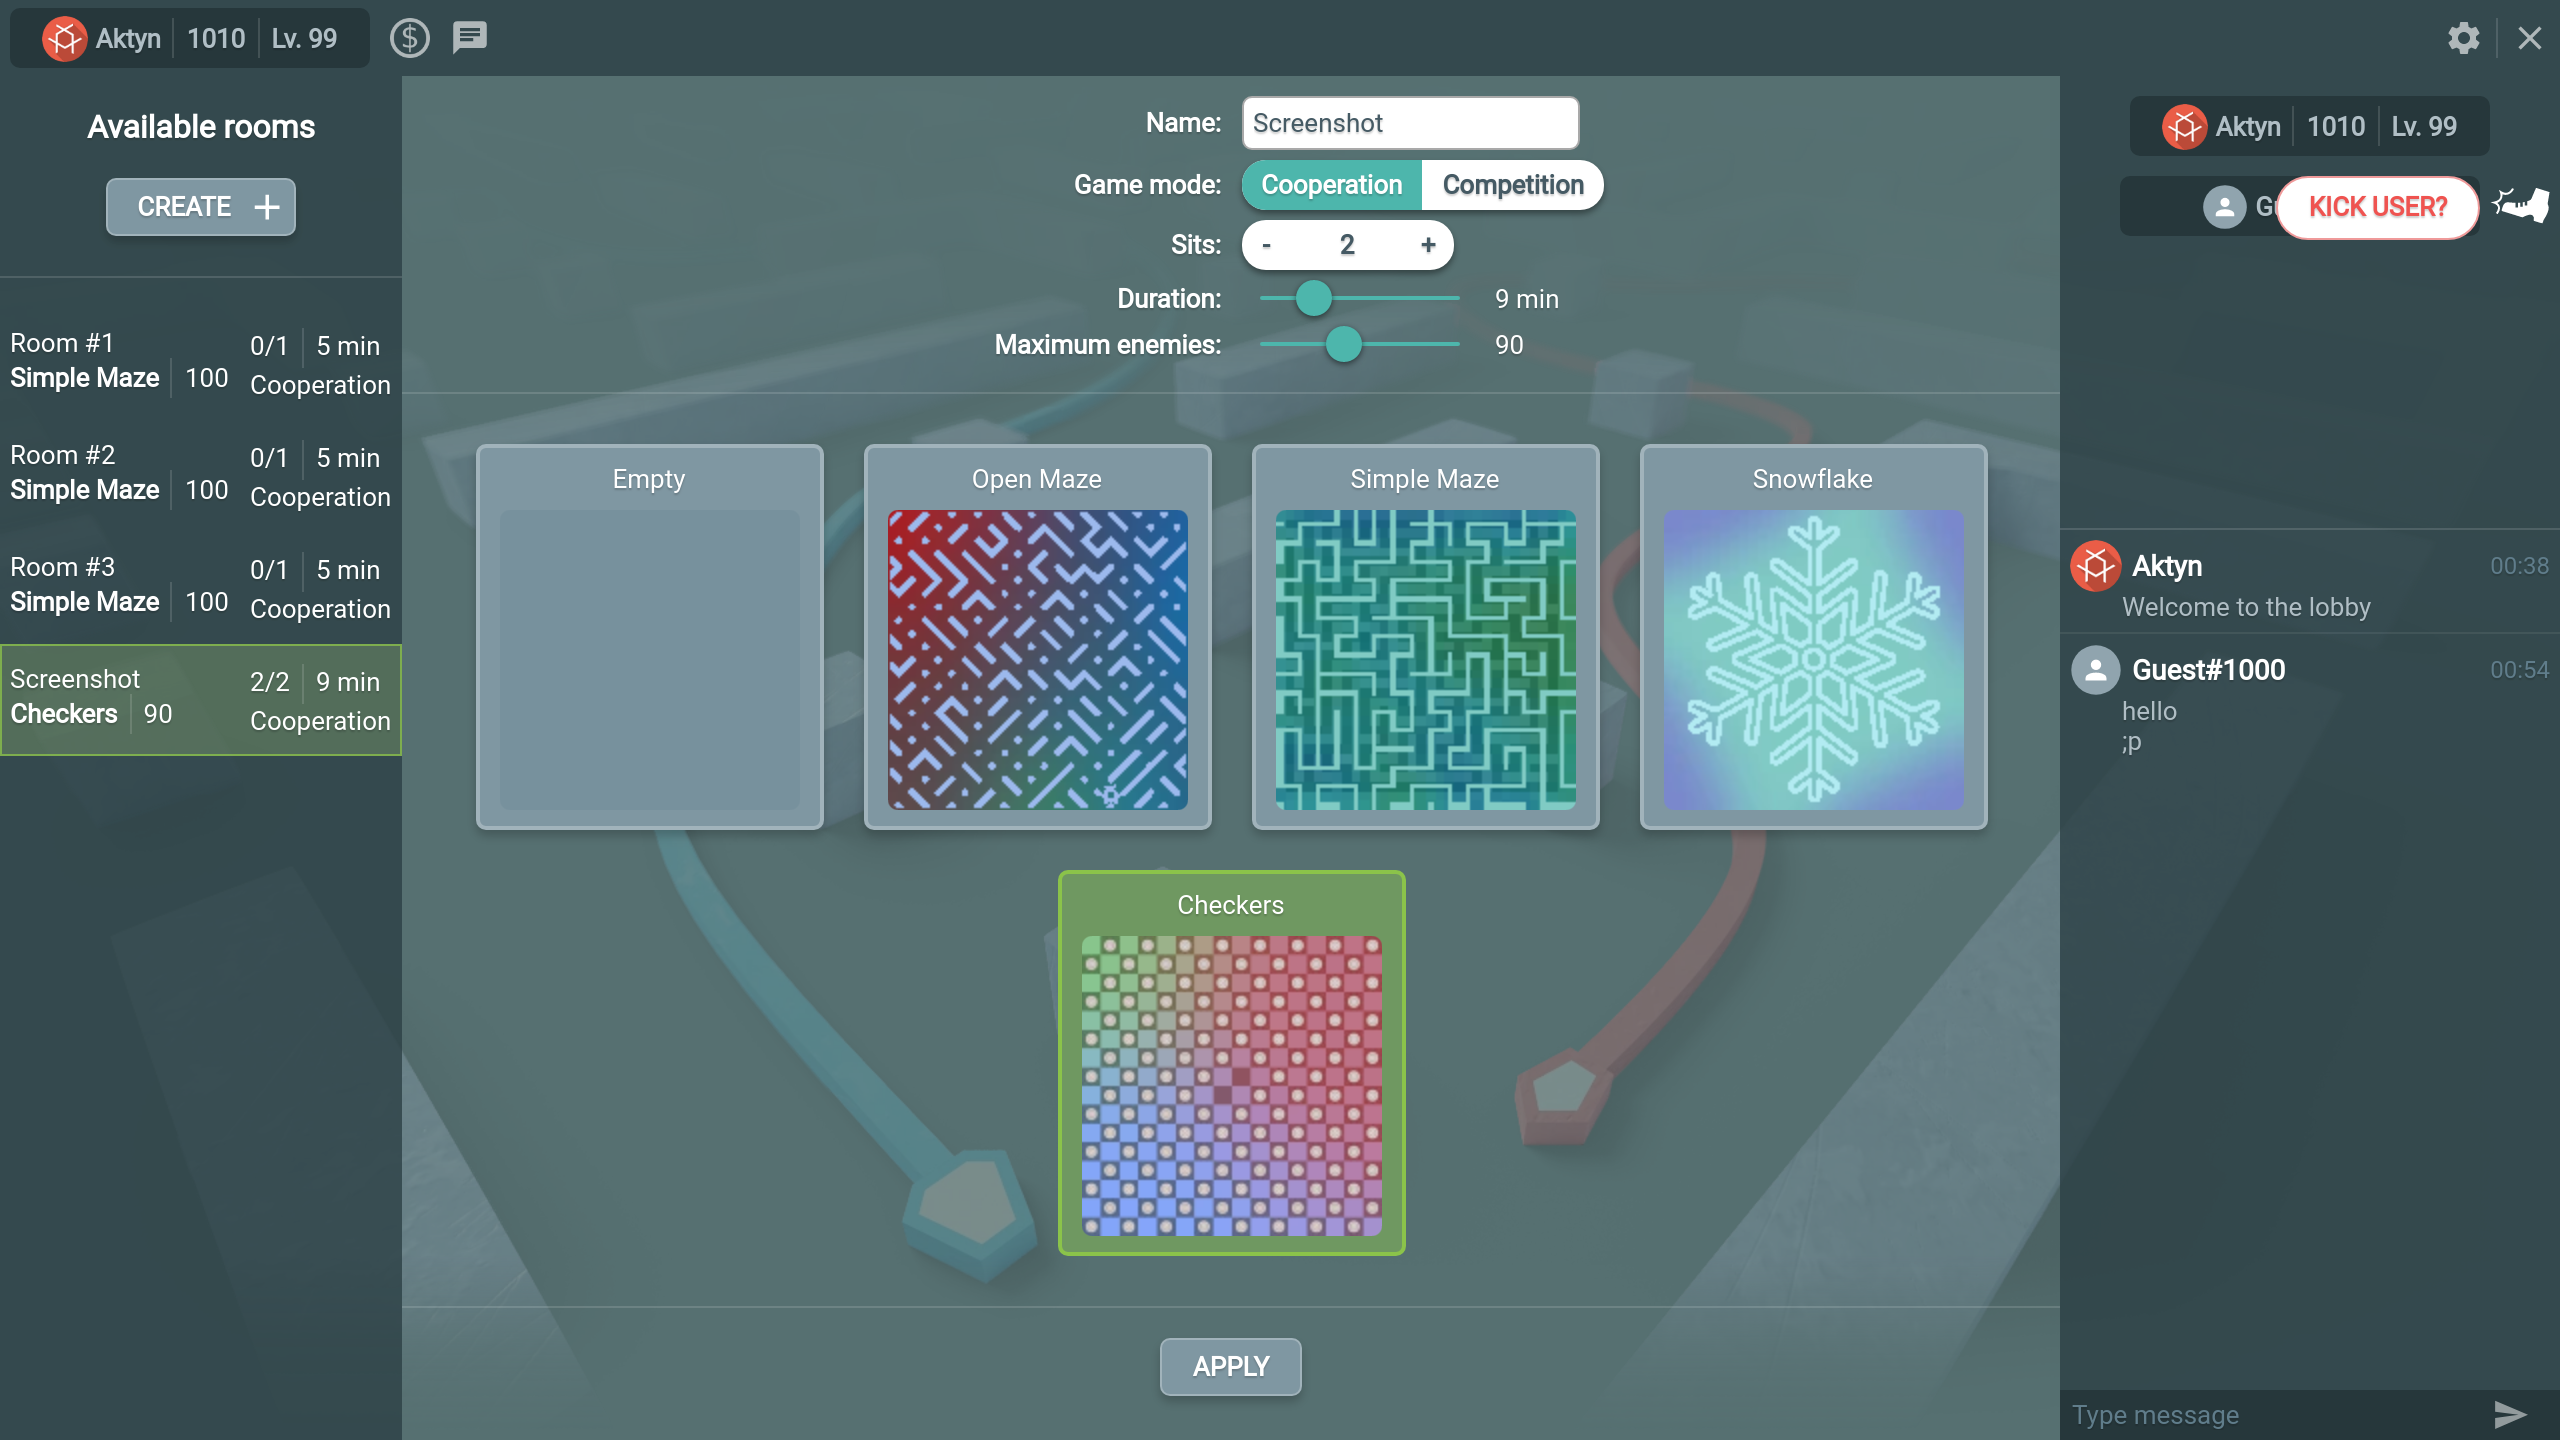 Aktyn 1010 Lv. 99
Available rooms
CREATE +
Room #1 0/1 5 min
Simple Maze 100 Cooperation
Room #2 0/1 5 min
Simple Maze 100 Cooperation
Room #3 0/1 5 min
Simple Maze 100 Cooperation
Screenshot 2/2 9 min
Checkers 90 Cooperation
Name: Screenshot
Game mode: Cooperation Competition
Sits: - 2 +
Duration: 9 min
Maximum enemies: 90
Empty
Open Maze
Simple Maze
Snowflake
Checkers
APPLY
Aktyn 1010 Lv. 99
KICK USER?
Aktyn 00:38
Welcome to the lobby
Guest#1000 00:54
hello
;p
Type message